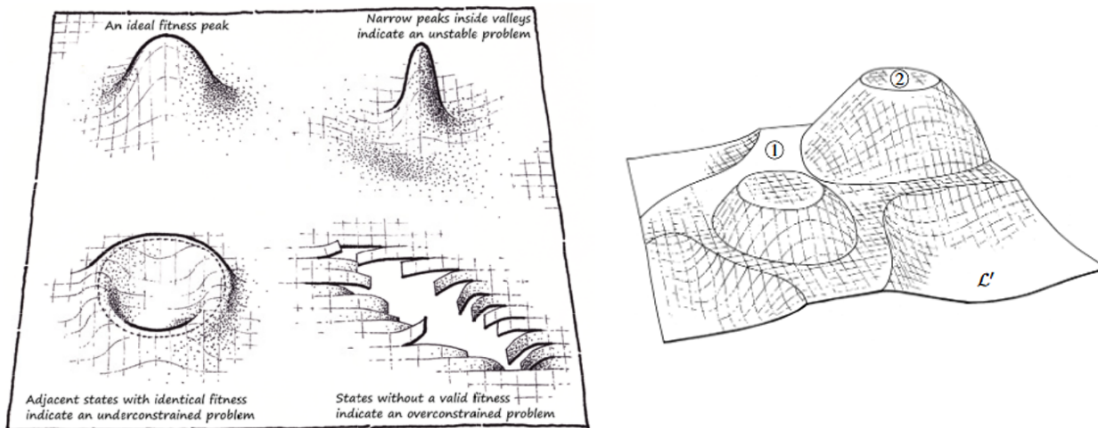 An ideal fitness peak
Narrow peaks inside valleys
indicate an unstable problem
Adjacent states with identical fitness
indicate an underconstrained problem
States without a valid fitness
indicate an overconstrained problem
②
①
ℒ′